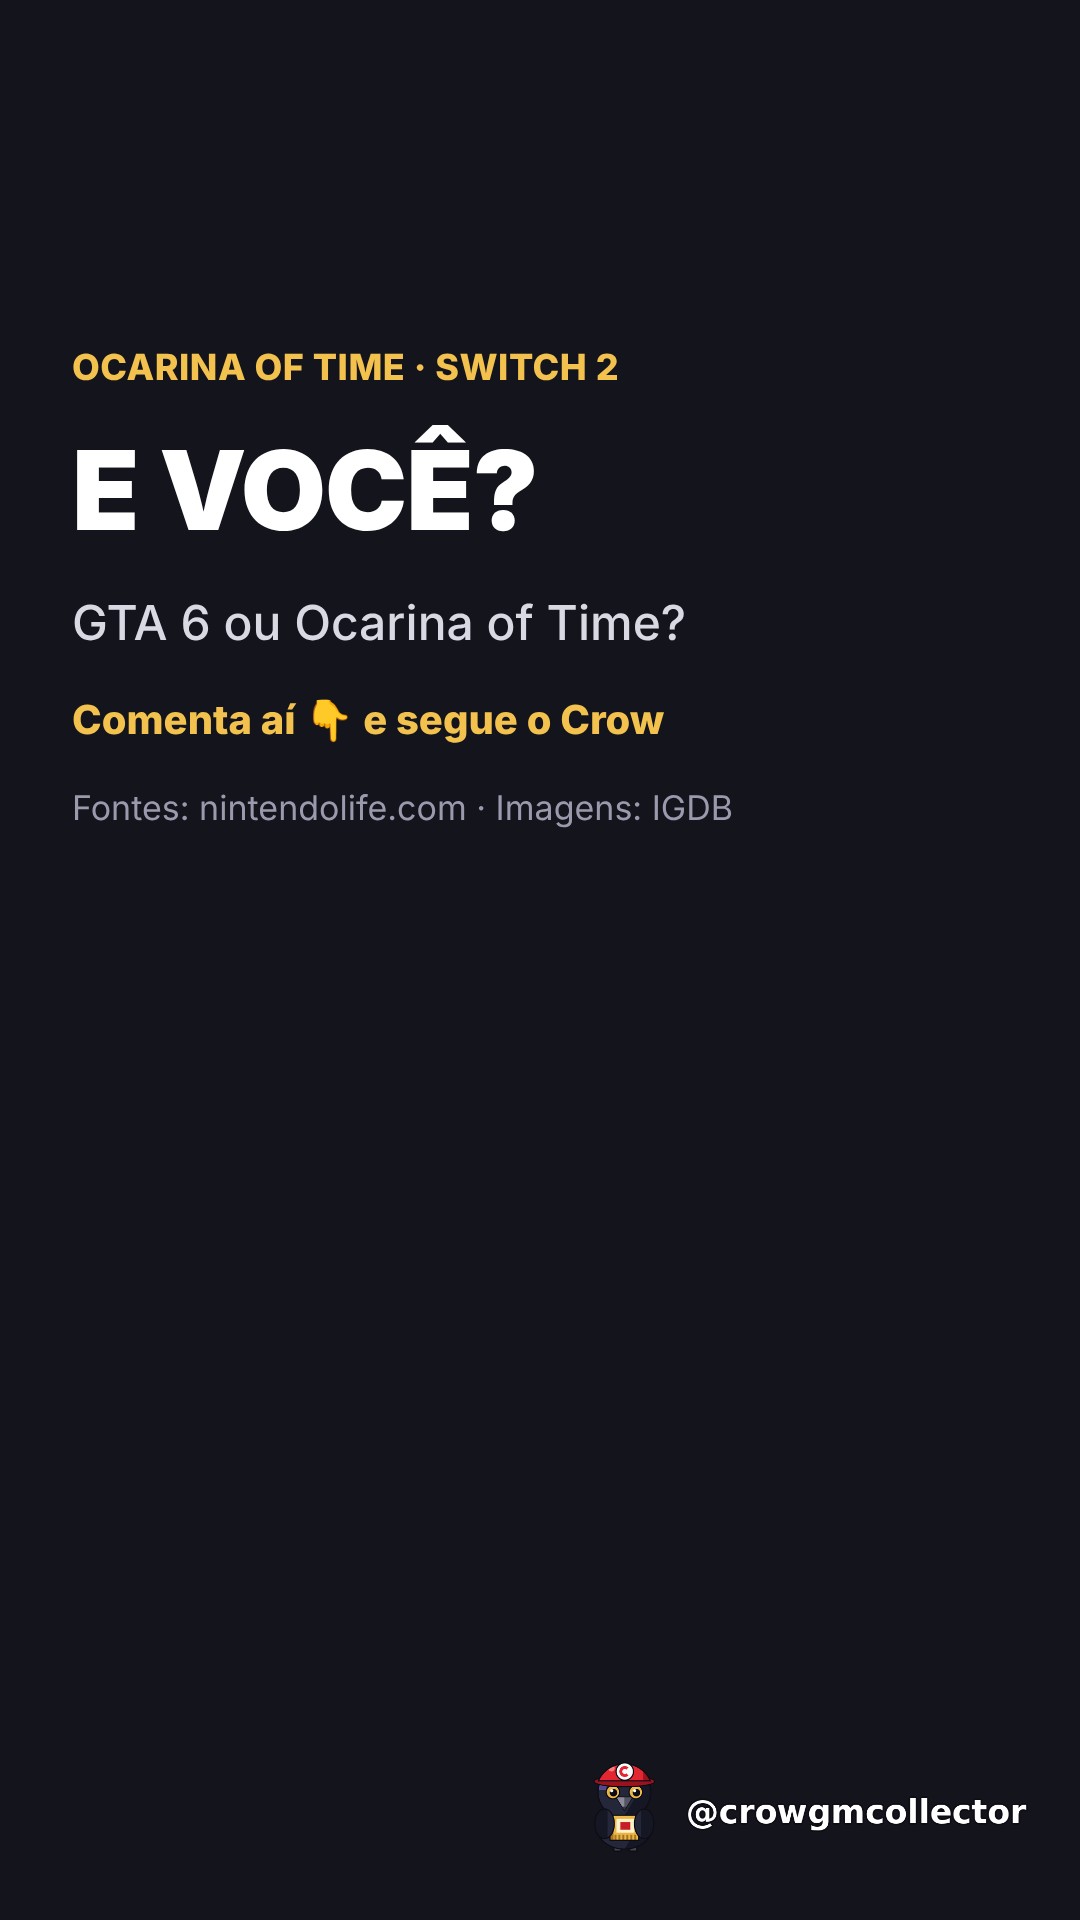 OCARINA OF TIME · SWITCH 2
E VOCÊ?
GTA 6 ou Ocarina of Time?
Comenta aí 👇 e segue o Crow
Fontes: nintendolife.com · Imagens: IGDB
C
@crowgmcollector